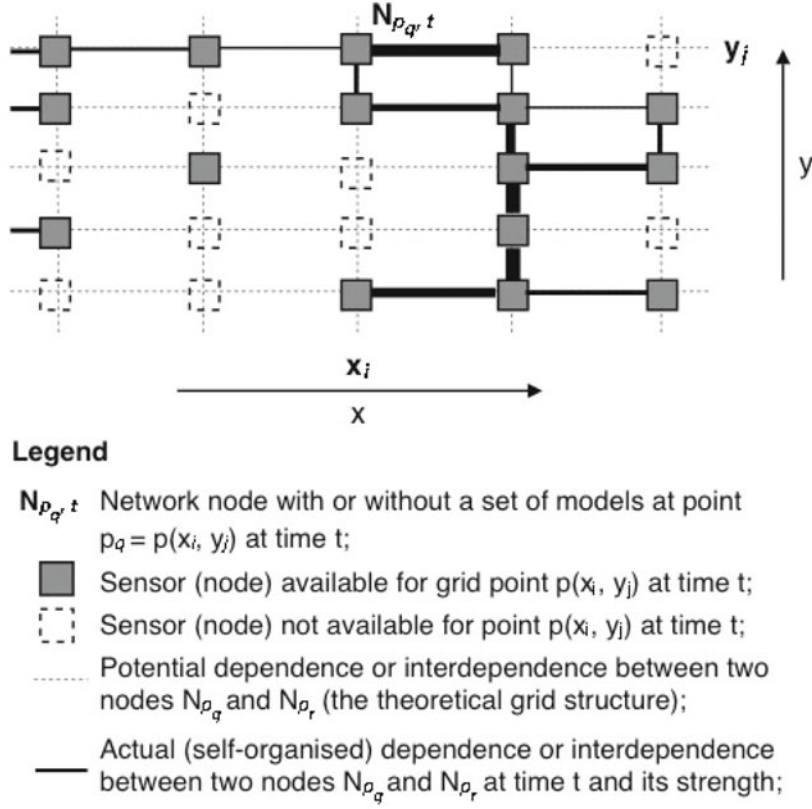 N_{p_q, t}
y_j
y
x_i
x
Legend
N_{p_q, t} Network node with or without a set of models at point
p_q = p(x_i, y_j) at time t;
Sensor (node) available for grid point p(x_i, y_j) at time t;
Sensor (node) not available for point p(x_i, y_j) at time t;
Potential dependence or interdependence between two
nodes N_{p_q} and N_{p_r} (the theoretical grid structure);
Actual (self-organised) dependence or interdependence
between two nodes N_{p_q} and N_{p_r} at time t and its strength;